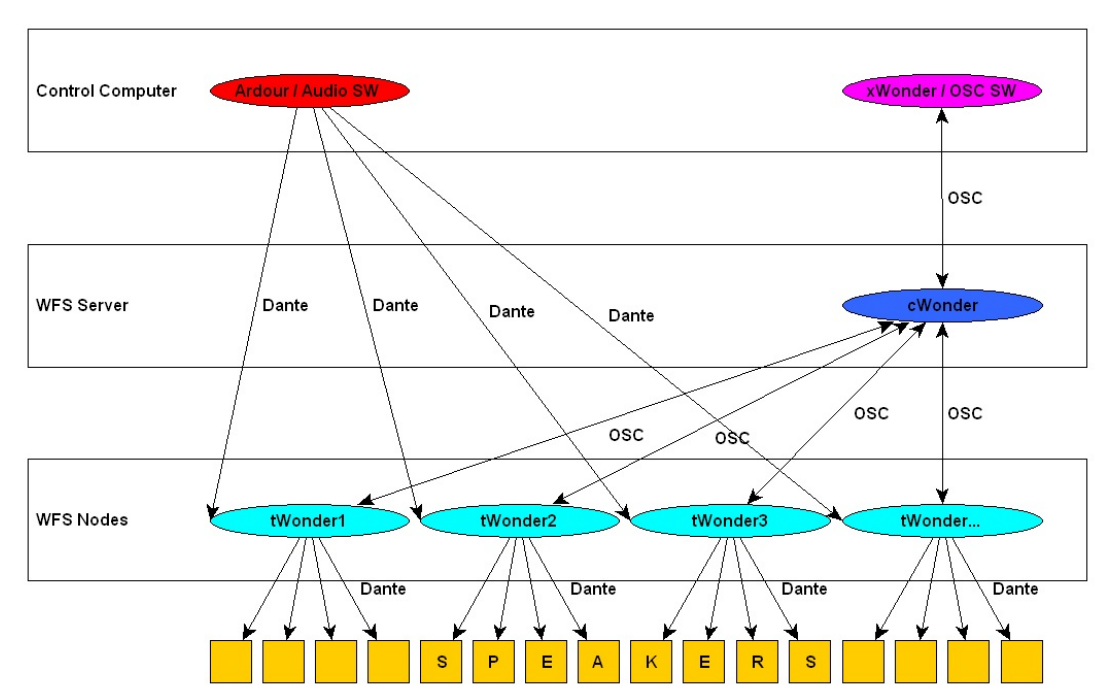 Control Computer
Ardour / Audio SW
xWonder / OSC SW
OSC
WFS Server
Dante
Dante
Dante
Dante
cWonder
OSC
OSC
OSC
OSC
WFS Nodes
tWonder1
tWonder2
tWonder3
tWonder...
Dante
Dante
Dante
Dante
S P E A K E R S